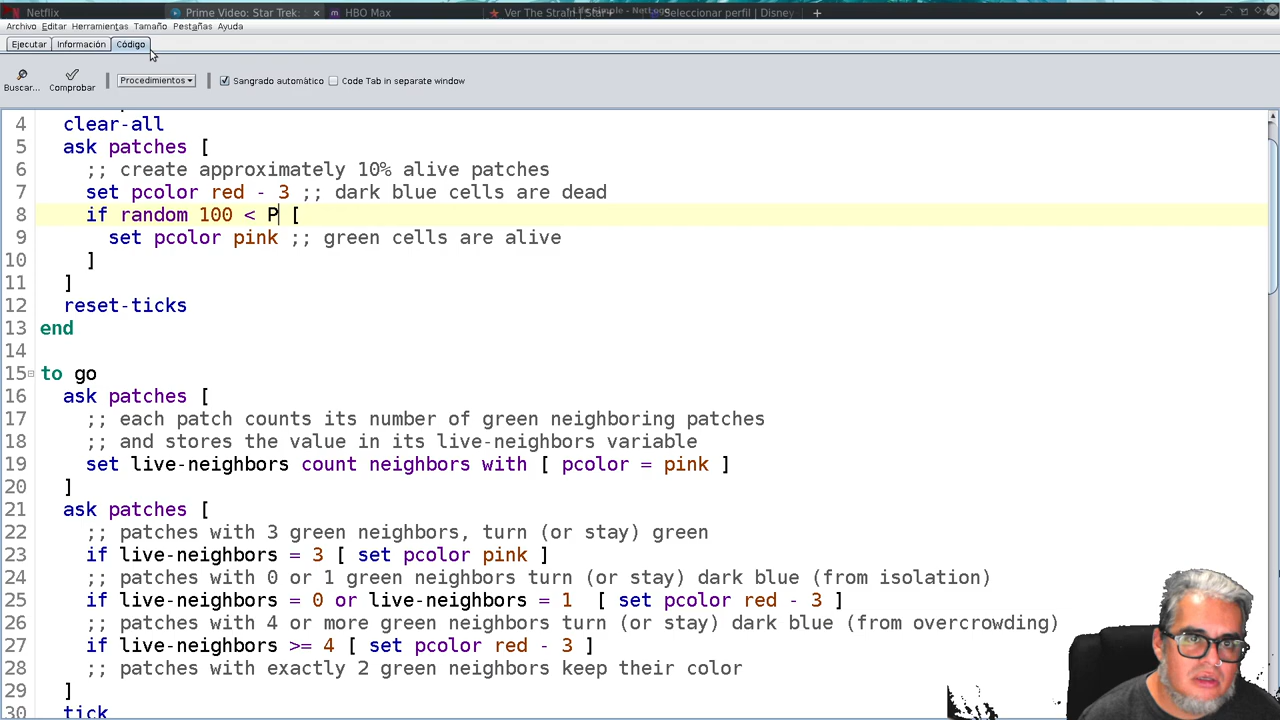 Netflix
Prime Video: Star Trek:
HBO Max
Ver The Strain | Star+
Seleccionar perfil | Disney
Archivo Editar Herramientas Tamaño Pestañas Ayuda
Ejecutar Información Código
Buscar... Comprobar Procedimientos Sangrado automático Code Tab in separate window
4 clear-all
5 ask patches [
6 ;; create approximately 10% alive patches
7 set pcolor red - 3 ;; dark blue cells are dead
8 if random 100 < P [
9 set pcolor pink ;; green cells are alive
10 ]
11 ]
12 reset-ticks
13 end
14
15 to go
16 ask patches [
17 ;; each patch counts its number of green neighboring patches
18 ;; and stores the value in its live-neighbors variable
19 set live-neighbors count neighbors with [ pcolor = pink ]
20 ]
21 ask patches [
22 ;; patches with 3 green neighbors, turn (or stay) green
23 if live-neighbors = 3 [ set pcolor pink ]
24 ;; patches with 0 or 1 green neighbors turn (or stay) dark blue (from isolation)
25 if live-neighbors = 0 or live-neighbors = 1  [ set pcolor red - 3 ]
26 ;; patches with 4 or more green neighbors turn (or stay) dark blue (from overcrowding)
27 if live-neighbors >= 4 [ set pcolor red - 3 ]
28 ;; patches with exactly 2 green neighbors keep their color
29 ]
30 tick